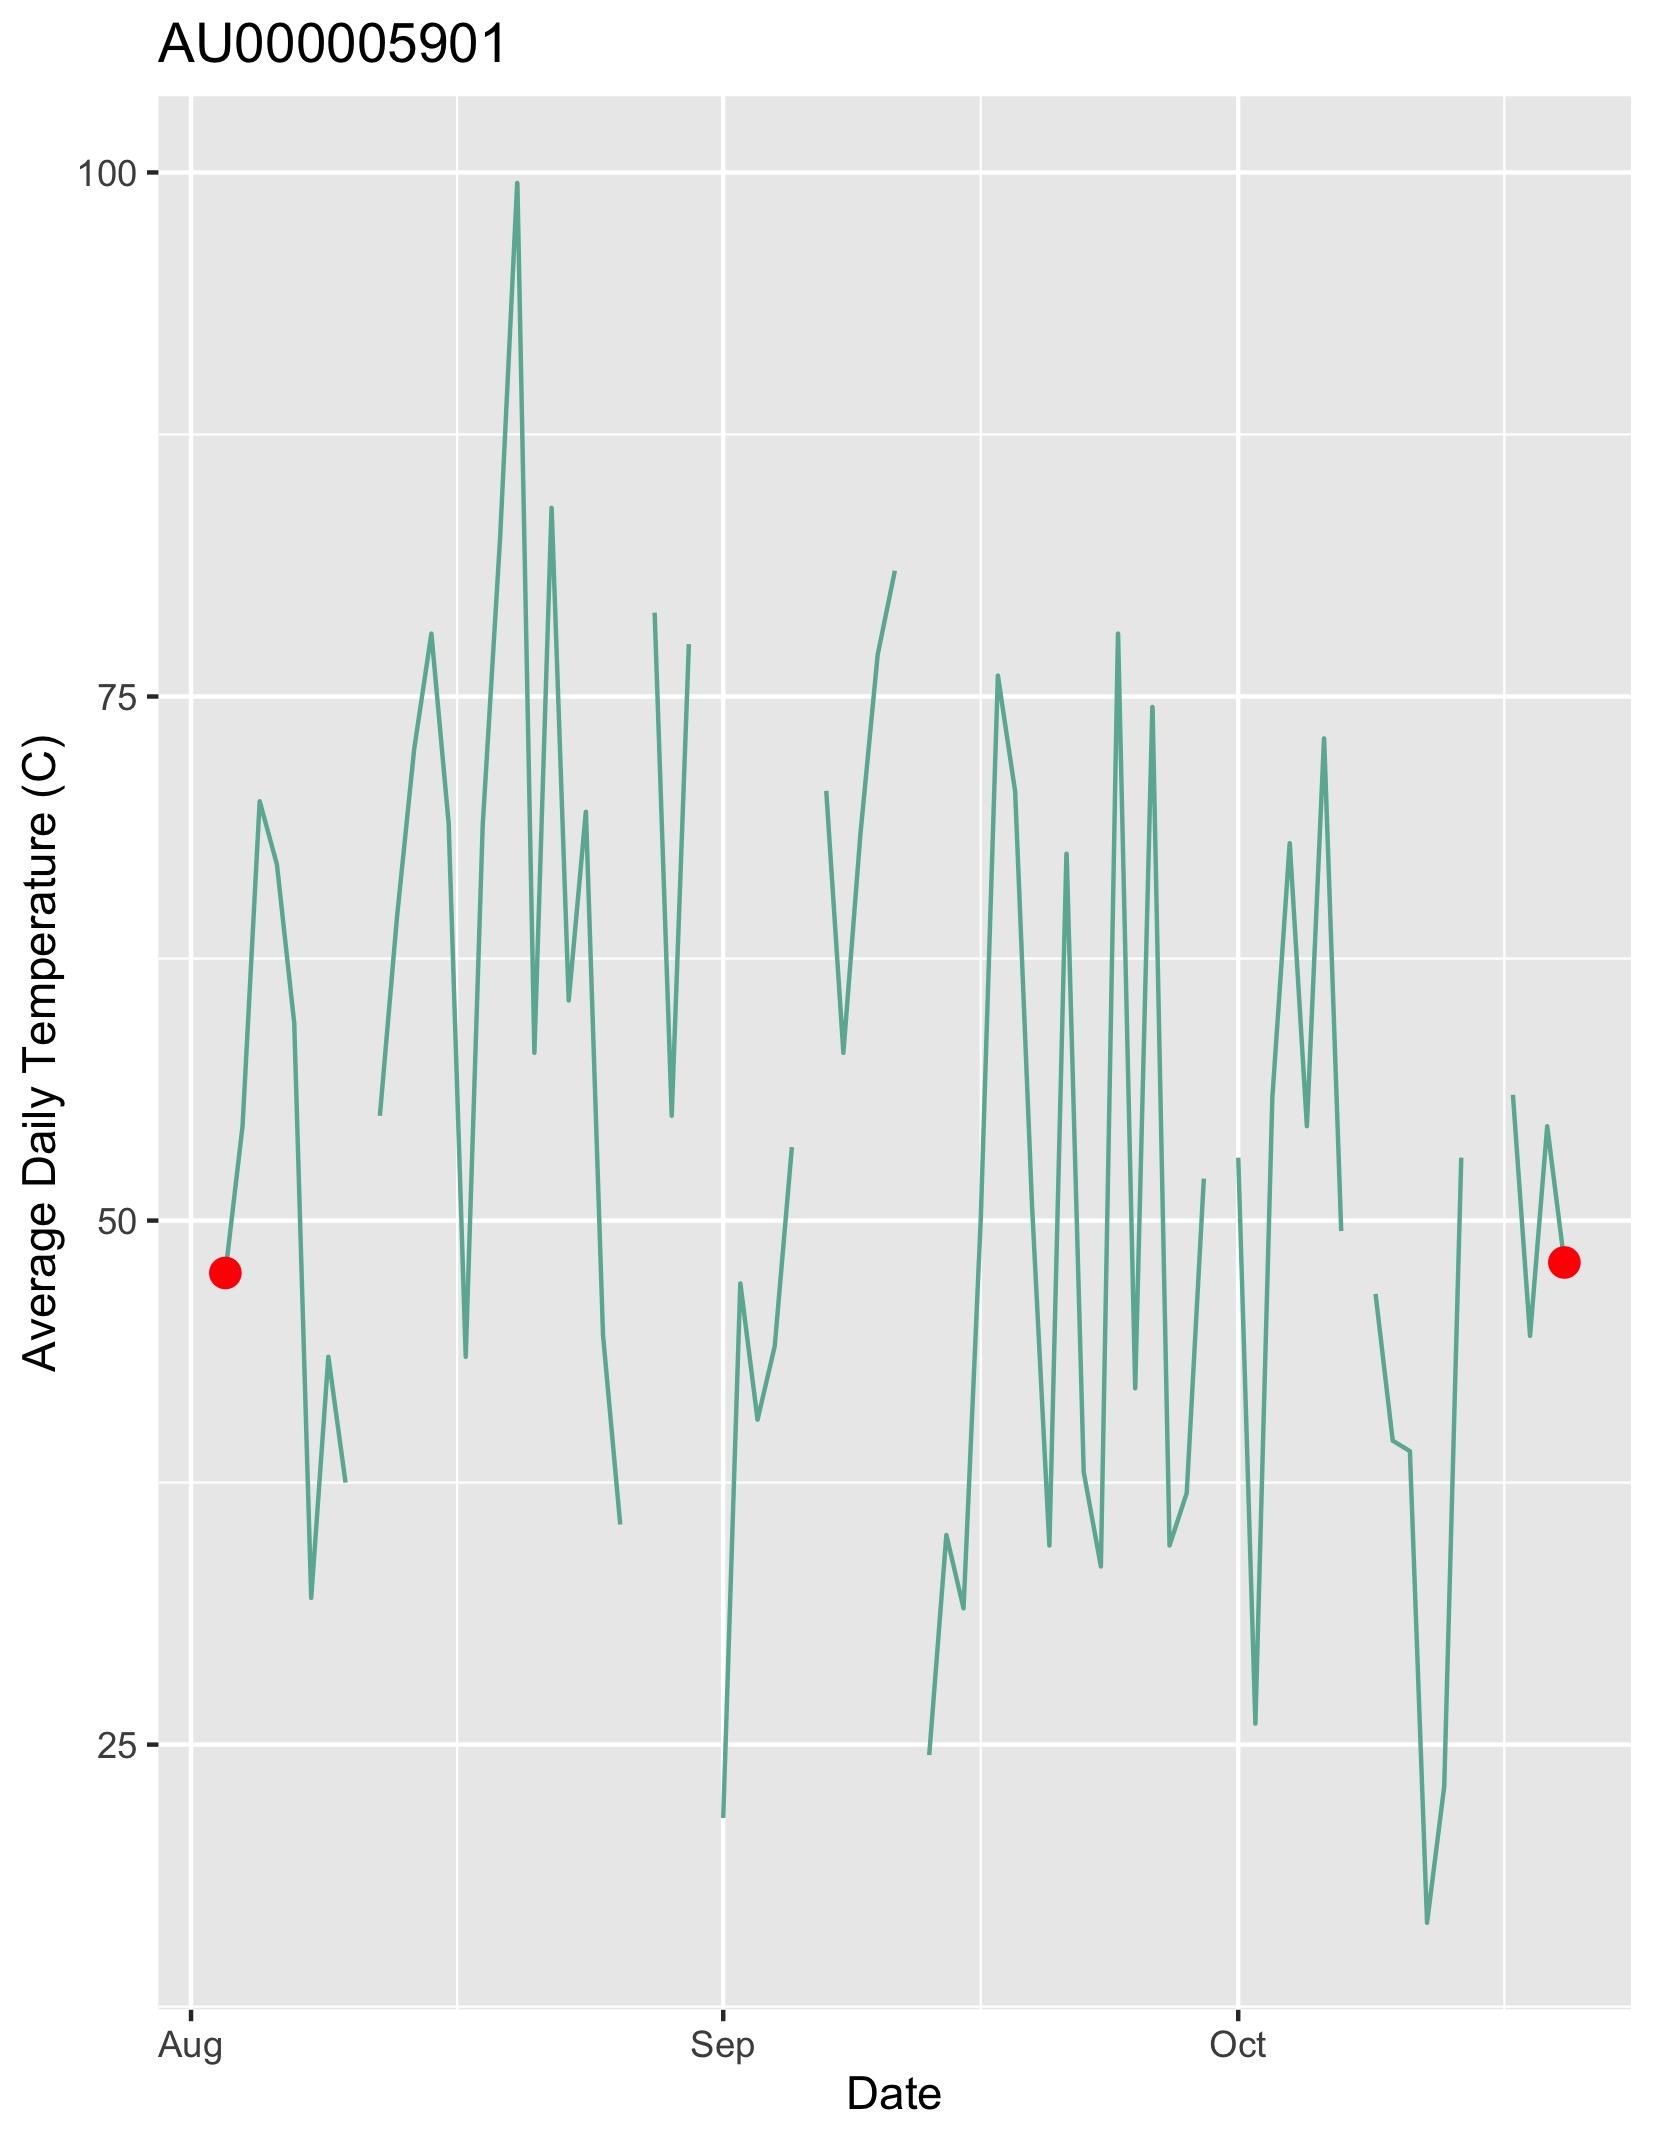 AU000005901
100
75
50
25
Average Daily Temperature (C)
Aug
Sep
Oct
Date